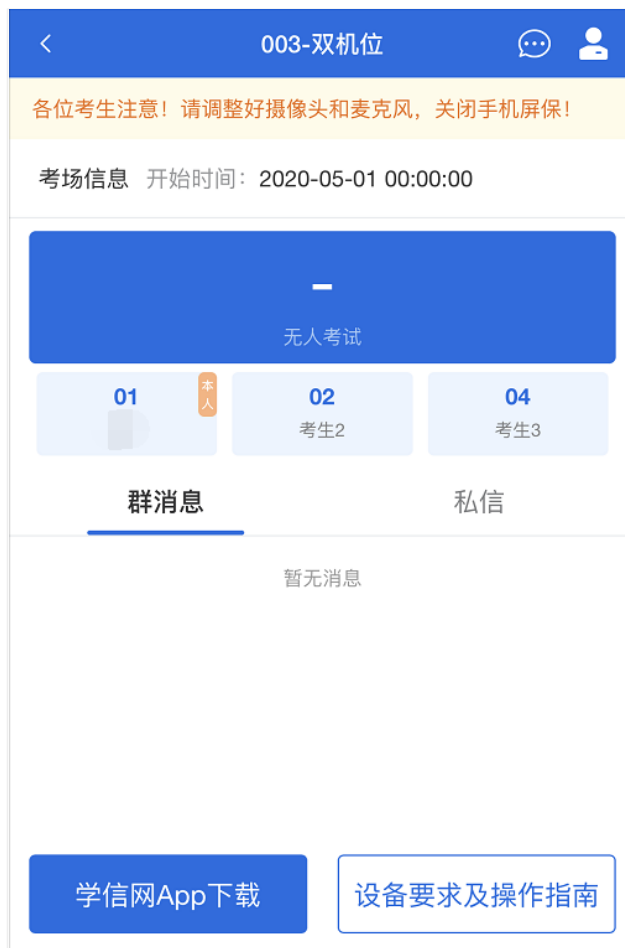 003-双机位
各位考生注意！请调整好摄像头和麦克风，关闭手机屏保！
考场信息 开始时间：2020-05-01 00:00:00
-
无人考试
01 本人 02 04
考生2 考生3
群消息 私信
暂无消息
学信网App下载 设备要求及操作指南